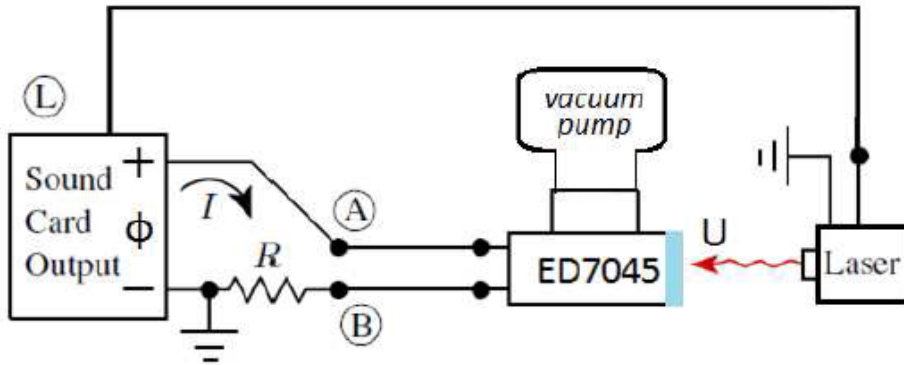 vacuum
pump
L
Sound
Card
Output
+
ϕ
−
I
A
R
B
ED7045
U
Laser